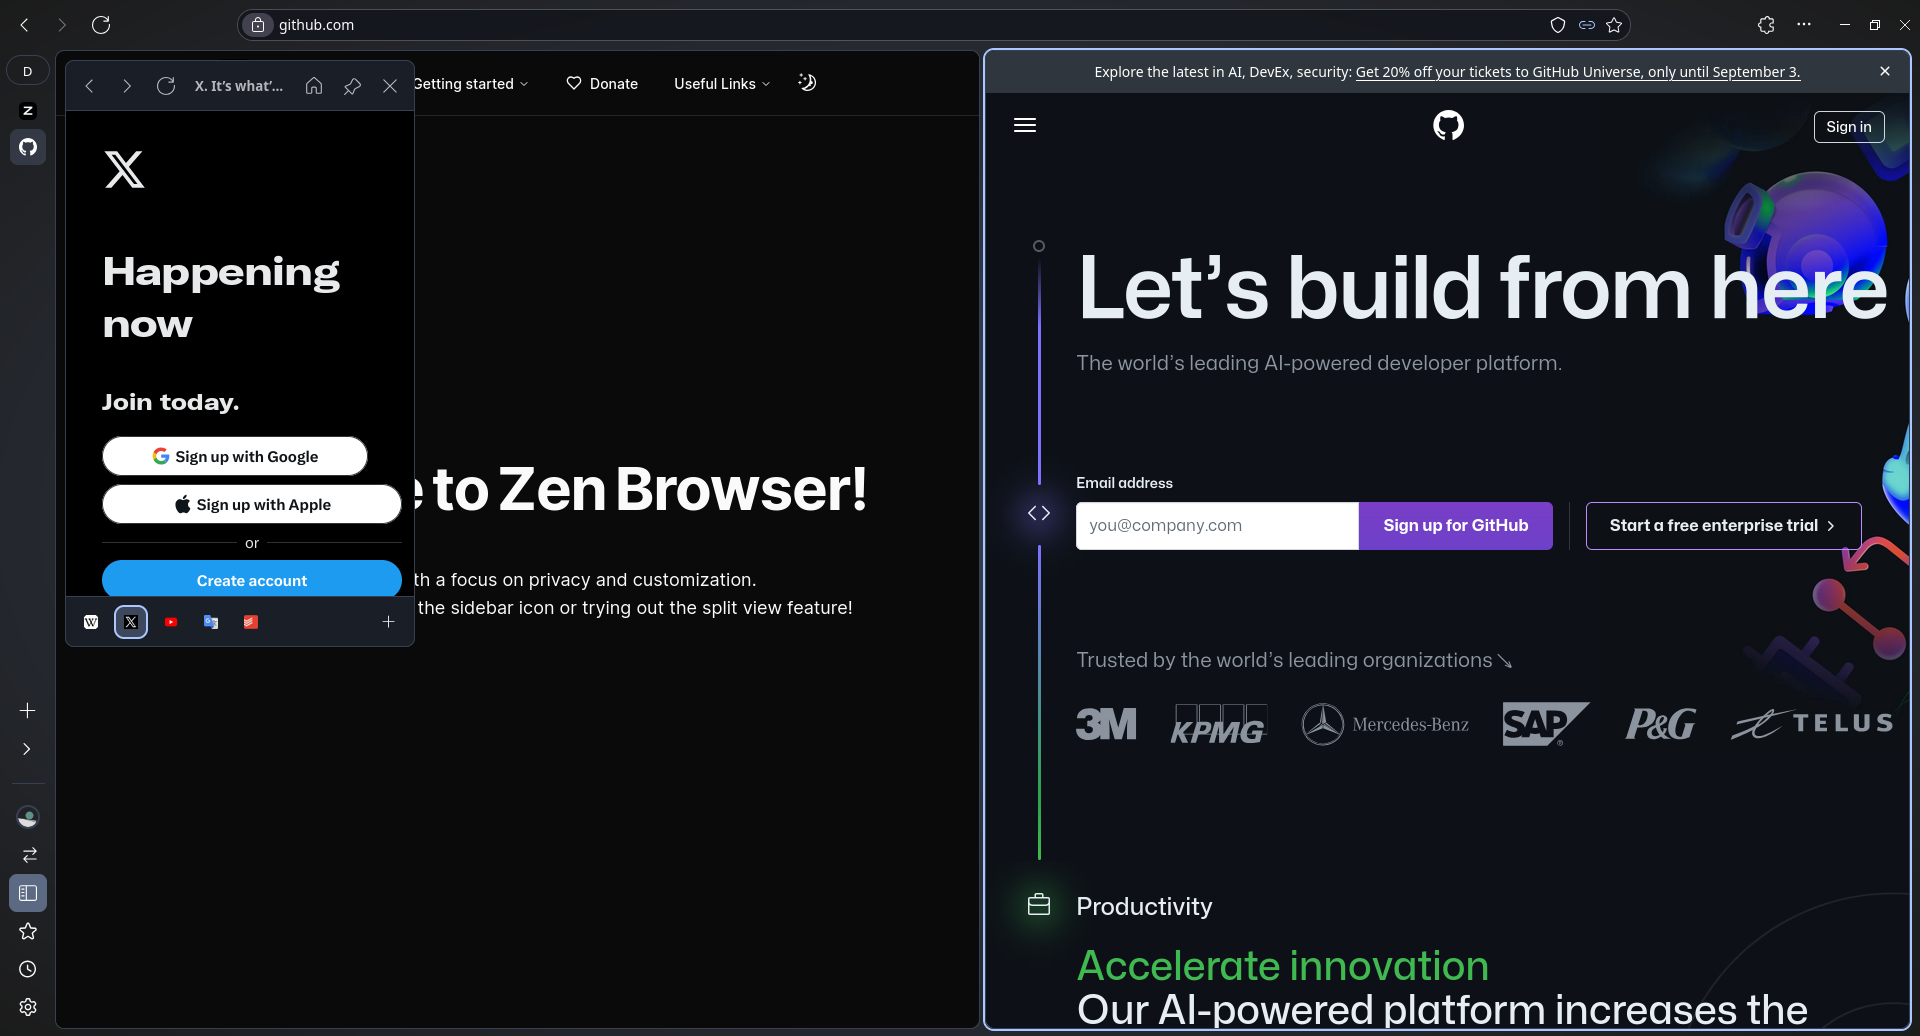 github.com
D
Z
X. It's what'...
Happening
now
Join today.
Sign up with Google
Sign up with Apple
or
Create account
W
Getting started
Donate
Useful Links
e to Zen Browser!
th a focus on privacy and customization.
the sidebar icon or trying out the split view feature!
Explore the latest in AI, DevEx, security: Get 20% off your tickets to GitHub Universe, only until September 3.
Sign in
Let's build from here
The world's leading AI-powered developer platform.
Email address
you@company.com
Sign up for GitHub
Start a free enterprise trial
Trusted by the world's leading organizations
3M KPMG Mercedes-Benz SAP P&G TELUS
Productivity
Accelerate innovation
Our AI-powered platform increases the